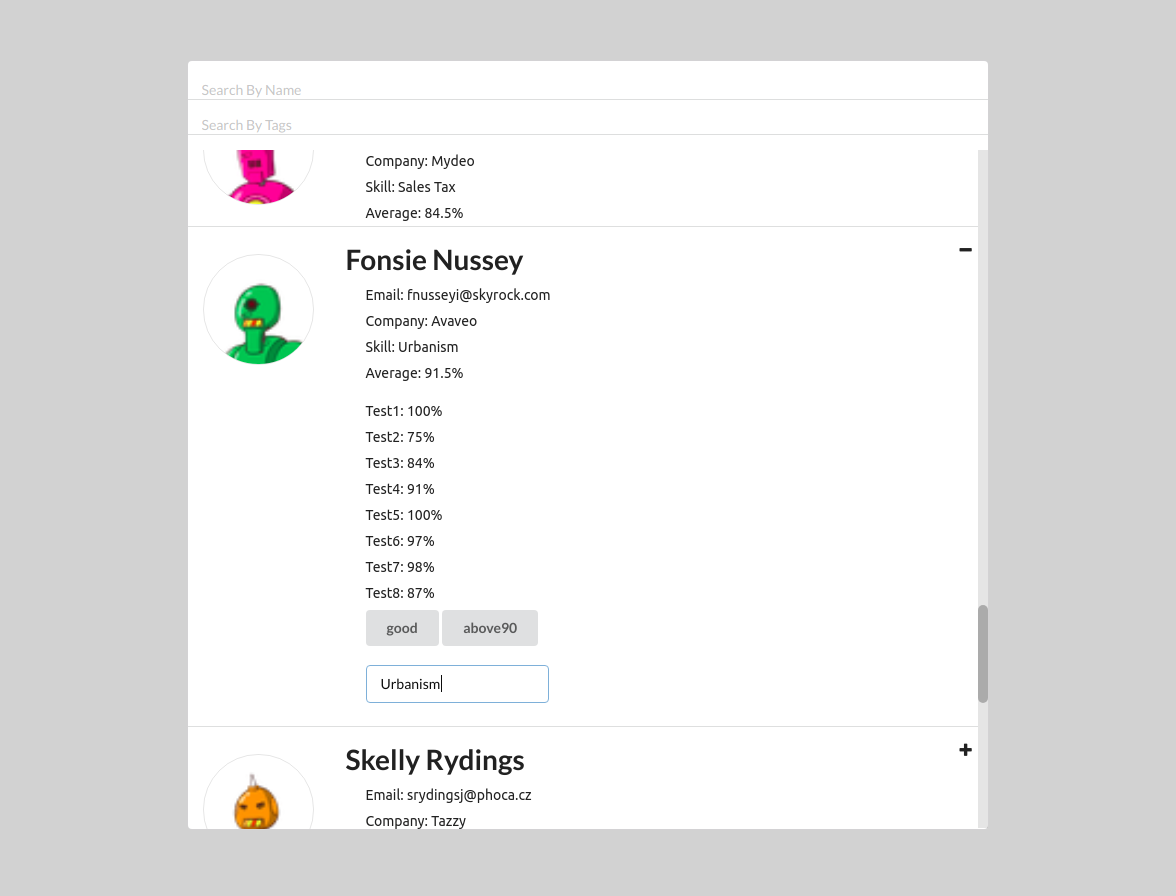 Search By Name
Search By Tags
Company: Mydeo
Skill: Sales Tax
Average: 84.5%
Fonsie Nussey
Email: fnusseyi@skyrock.com
Company: Avaveo
Skill: Urbanism
Average: 91.5%
Test1: 100%
Test2: 75%
Test3: 84%
Test4: 91%
Test5: 100%
Test6: 97%
Test7: 98%
Test8: 87%
good above90
Urbanism
Skelly Rydings
Email: srydingsj@phoca.cz
Company: Tazzy